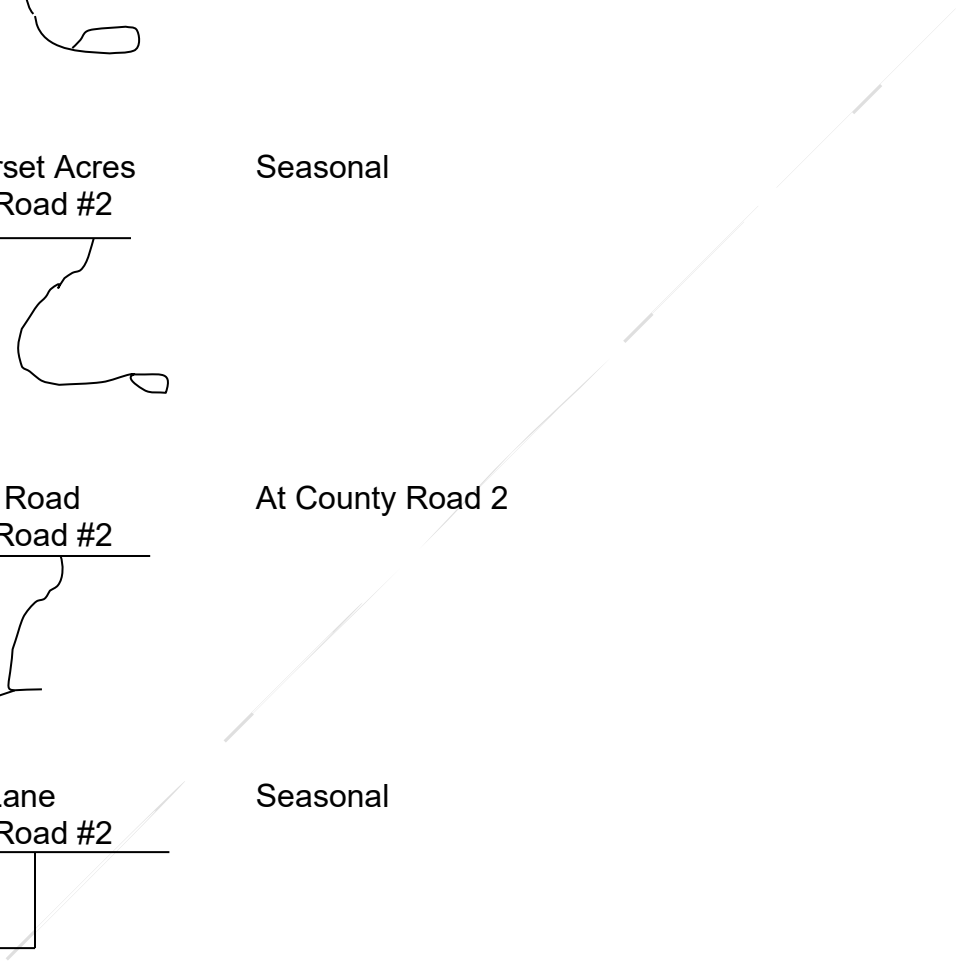 rset Acres Seasonal
Road #2
Road At County Road 2
Road #2
Lane Seasonal
Road #2